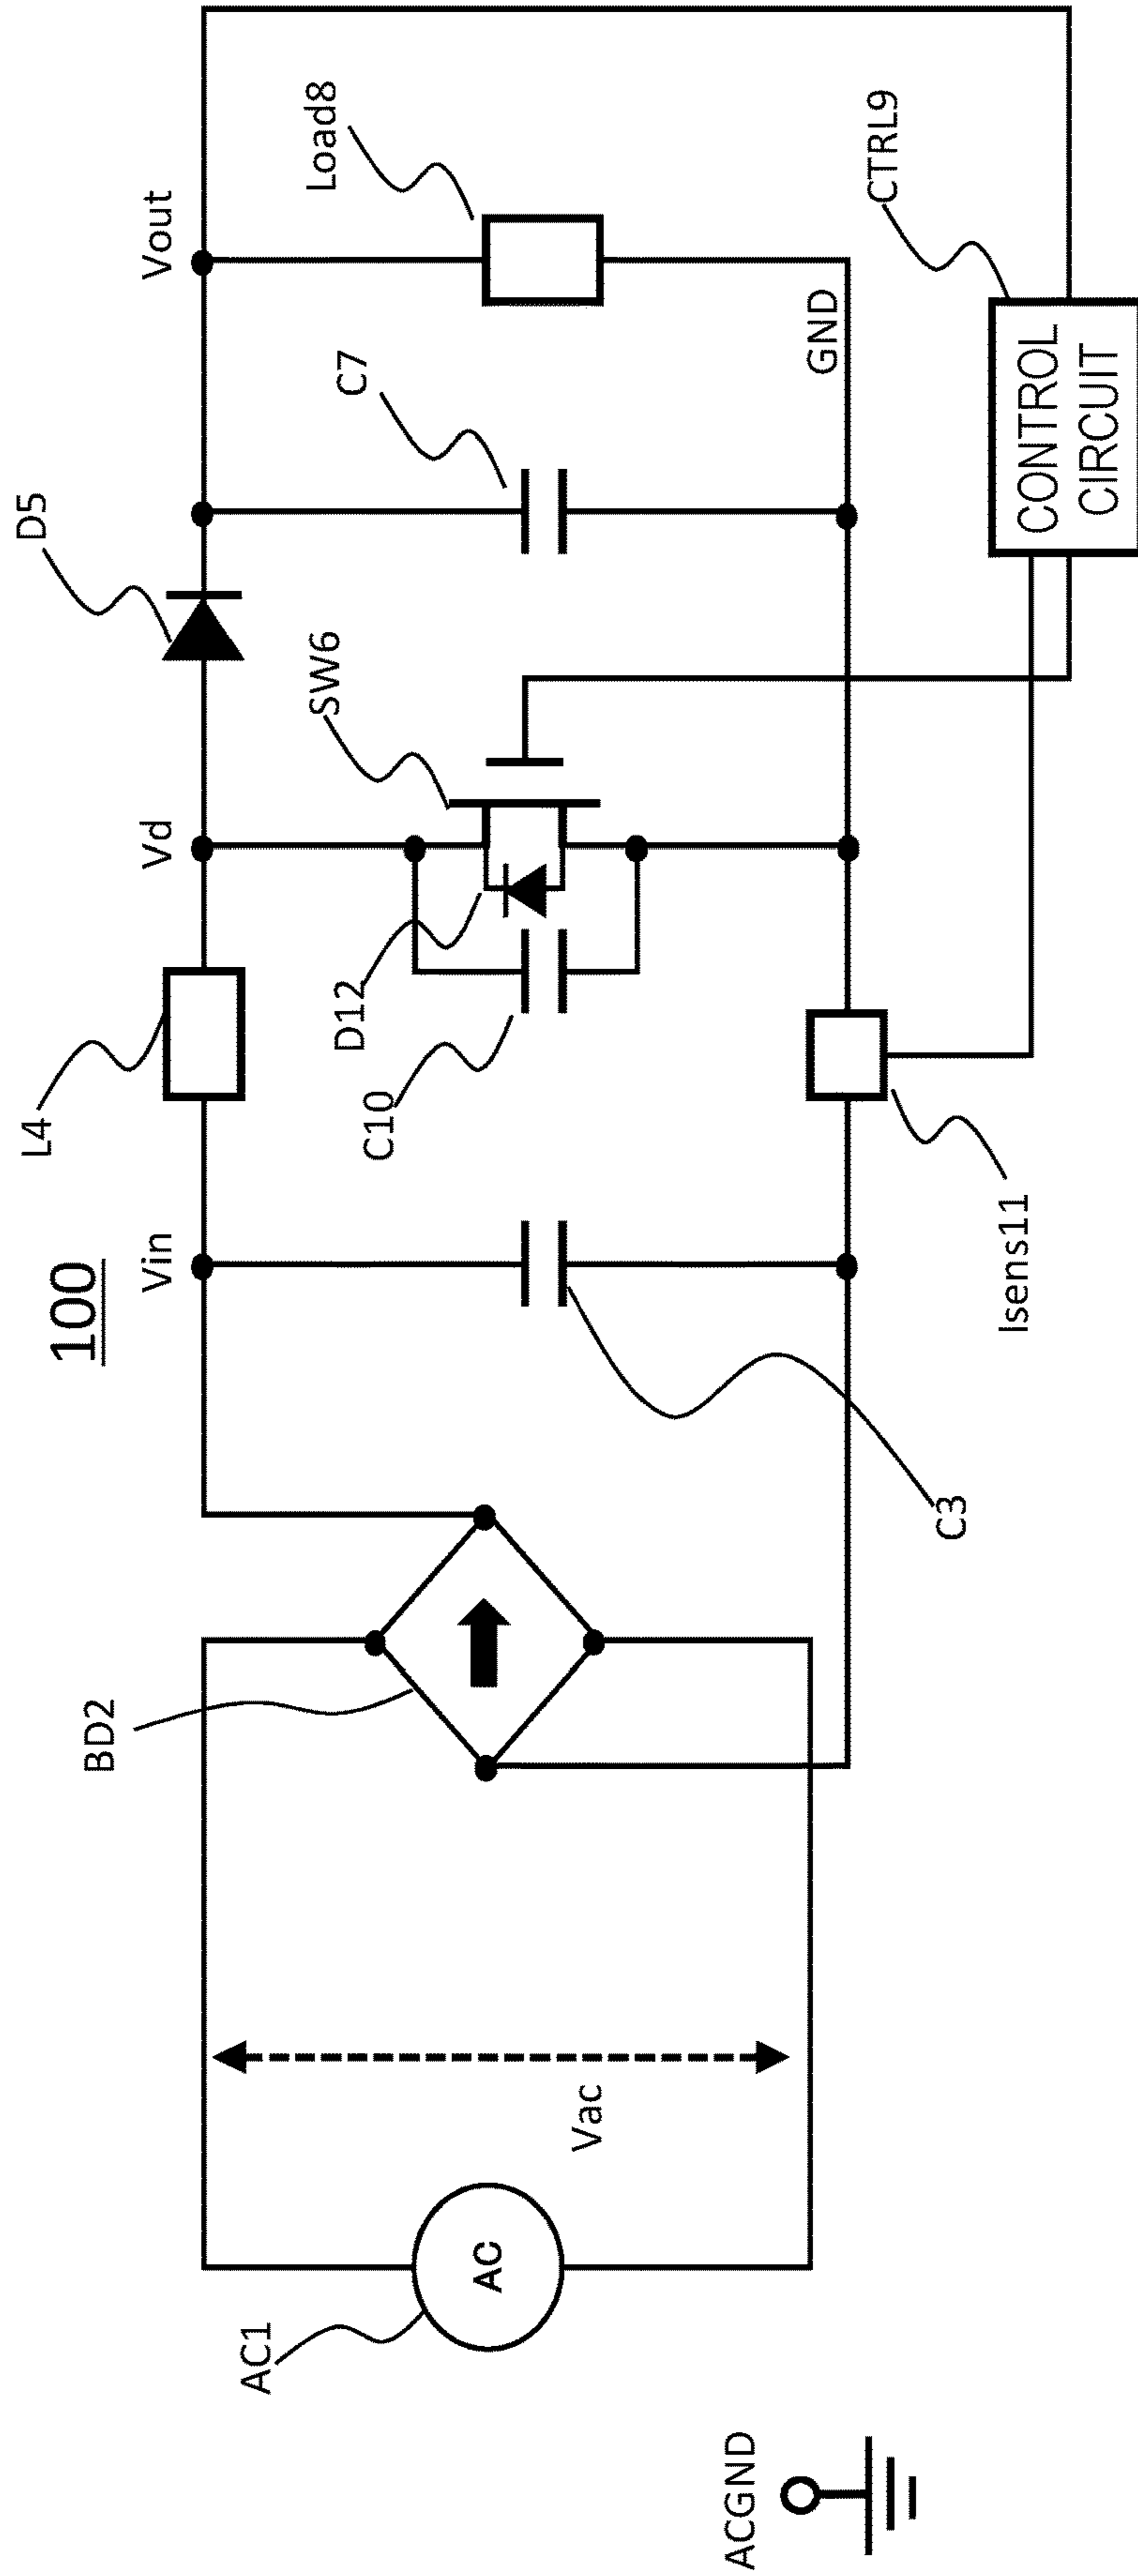 100
Vin
L4
Vd
D5
Vout
SW6
C7
Load8
D12
C10
BD2
AC1
AC
Vac
GND
ACGND
C3
Isens11
CTRL9
CONTROL
CIRCUIT